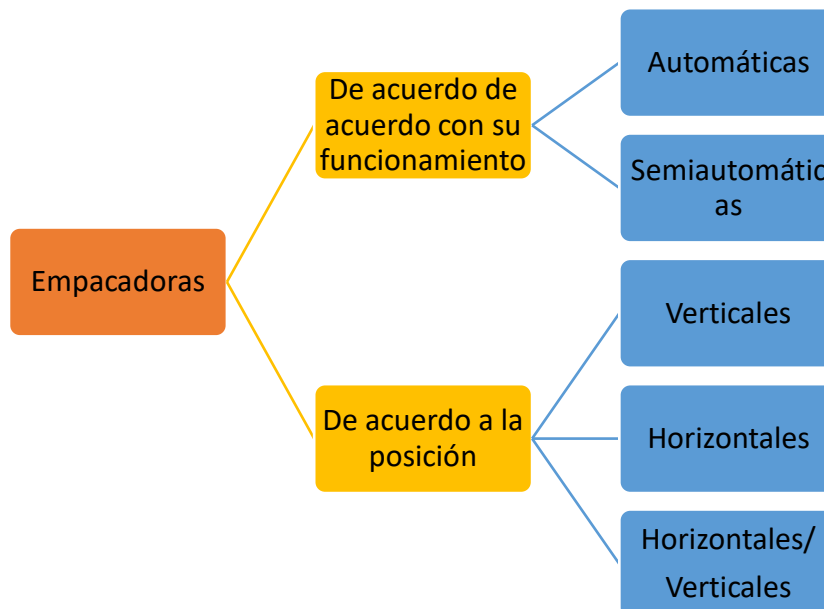 Empacadoras
De acuerdo de
acuerdo con su
funcionamiento
Automáticas
Semiautomátic
as
De acuerdo a la
posición
Verticales
Horizontales
Horizontales/
Verticales